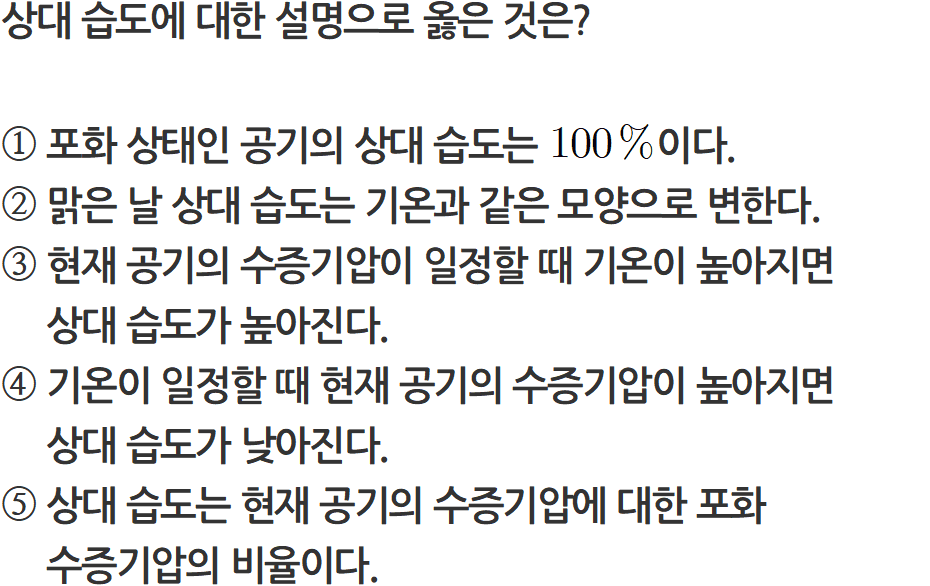 상대 습도에 대한 설명으로 옳은 것은?
① 포화 상태인 공기의 상대 습도는 100%이다.
② 맑은 날 상대 습도는 기온과 같은 모양으로 변한다.
③ 현재 공기의 수증기압이 일정할 때 기온이 높아지면
상대 습도가 높아진다.
④ 기온이 일정할 때 현재 공기의 수증기압이 높아지면
상대 습도가 낮아진다.
⑤ 상대 습도는 현재 공기의 수증기압에 대한 포화
수증기압의 비율이다.